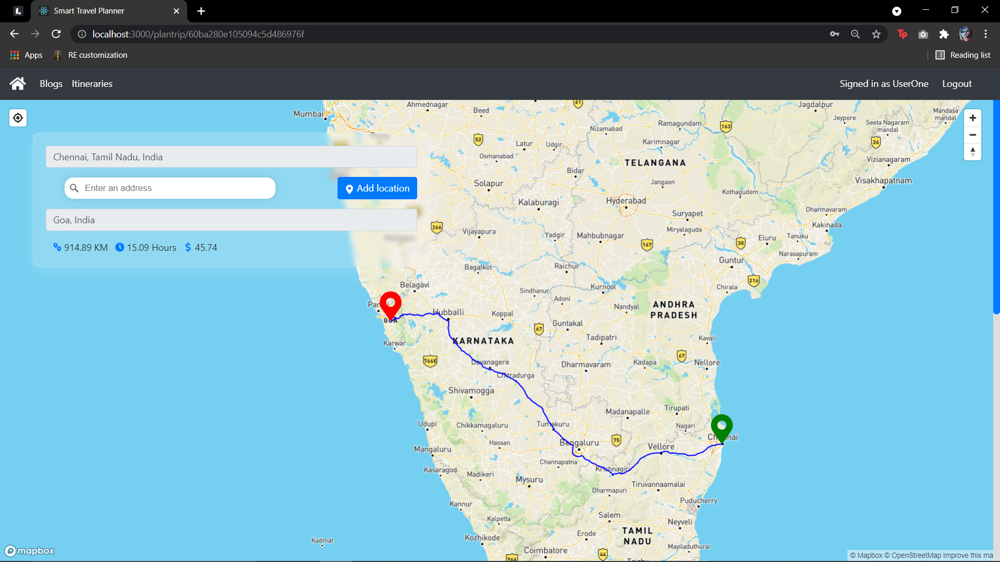 Smart Travel Planner
localhost:3000/plantrip/60ba280e105094c5d486976f
Tp
Apps
RE customization
Reading list
Blogs
Itineraries
Signed in as UserOne
Logout
Chennai, Tamil Nadu, India
Enter an address
Add location
Goa, India
914.89 KM
15.09 Hours
$ 45.74
Mumbai
Ahmednagar
Beed
61
Jagdalpur
Mandasa
mandal
Jeypore
Seeta Nagaram
mandal
Nizamabad
Ramagundam
163
52
Latur
Udgir
Karimnagar
26
Osmanabad
Vizianagaram
TELANGANA
Bidar
Jangaon
Visakhapatnam
Solapur
Kothagudem
Kalaburagi
Hyderabad
Suryapet
Dharmavaram
Kakinada
266
Vijayapura
Yadgir
Mahbubnagar
Miryalaguda
Eluru
Tanuku
167
30
Narasapuram
Guntur
Bagalkot
Raichur
216
Belagavi
Sindhanur
Kurnool
Chirala
Adoni
Nandyal
ANDHRA
PRADESH
Hubballi
Koppal
GOA
Guntakal
67
Tadipatri
Kavali
KARNATAKA
Karwar
766E
Davanagere
Dharmavaram
Kadapa
67
Nellore
Chitradurga
Shivamogga
Tirupati
Madanapalle
Udupi
Chikkamagaluru
Tumakuru
Nagari
Chennai
Hassan
Bengaluru
75
Vellore
Mangaluru
Channapatna
Krishnagiri
Kasaragod
Madikeri
Mysuru
Tiruvannaamalai
Dharmapuri
Kannur
Puducherry
Salem
Kalpetta
Neyveli
Kozhikode
Erode
TAMIL
NADU
Kadmat
Mayiladuthurai
Coimbatore
44
966
mapbox
© Mapbox © OpenStreetMap Improve this ma